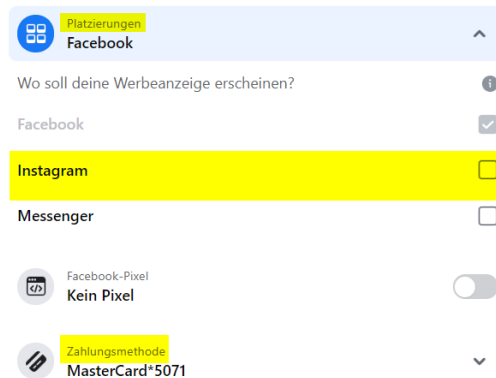 Platzierungen
Facebook
Wo soll deine Werbeanzeige erscheinen?
Facebook
Instagram
Messenger
Facebook-Pixel
Kein Pixel
Zahlungsmethode
MasterCard*5071